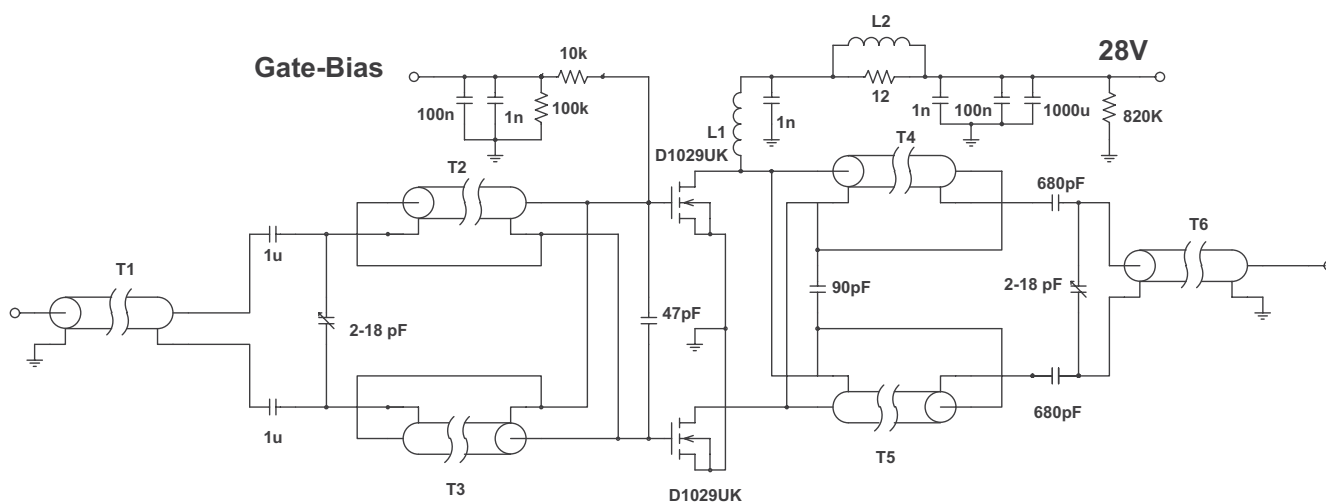 L2
10k
28V
Gate-Bias
12
100n
1n
100k
1n
1n
100n
1000u
820K
L1
D1029UK
T4
T2
680pF
1u
T6
T1
90pF
2-18 pF
47pF
2-18 pF
680pF
1u
T5
T3
D1029UK